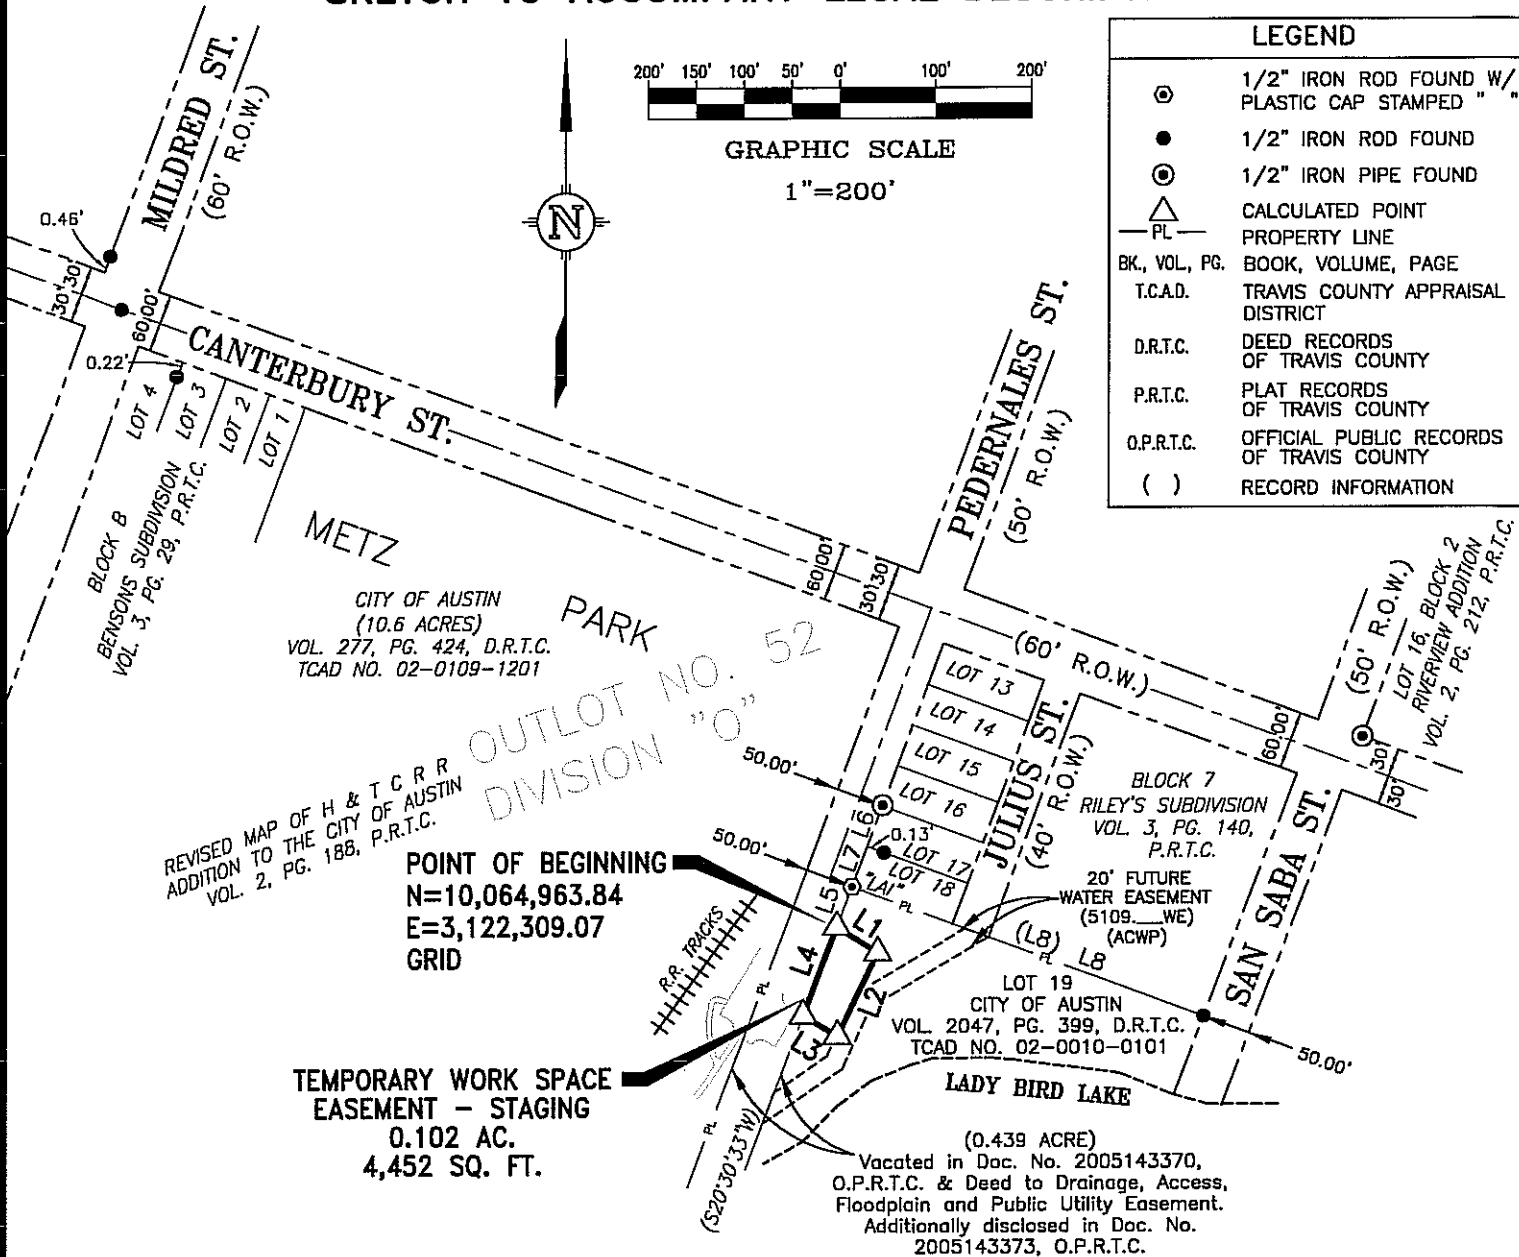 LEGEND
1/2" IRON ROD FOUND W/
PLASTIC CAP STAMPED " "
1/2" IRON ROD FOUND
1/2" IRON PIPE FOUND
CALCULATED POINT
PL PROPERTY LINE
BK., VOL., PG. BOOK, VOLUME, PAGE
T.C.A.D. TRAVIS COUNTY APPRAISAL
DISTRICT
D.R.T.C. DEED RECORDS
OF TRAVIS COUNTY
P.R.T.C. PLAT RECORDS
OF TRAVIS COUNTY
O.P.R.T.C. OFFICIAL PUBLIC RECORDS
OF TRAVIS COUNTY
( ) RECORD INFORMATION
200' 150' 100' 50' 0' 100' 200'
GRAPHIC SCALE
1"=200'
N
MILDRED ST.
(60' R.O.W.)
0.46'
30' 30'
60.00'
0.22'
CANTERBURY ST.
LOT 4
LOT 3
LOT 2
LOT 1
BLOCK B
BENSONS SUBDIVISION
VOL. 3, PG. 29, P.R.T.C.
METZ
PARK
CITY OF AUSTIN
(10.6 ACRES)
VOL. 277, PG. 424, D.R.T.C.
TCAD NO. 02-0109-1201
OUTLOT NO. 52
DIVISION "O"
REVISED MAP OF H & T C R R
ADDITION TO THE CITY OF AUSTIN
VOL. 2, PG. 188, P.R.T.C.
PEDERNALES ST.
(50' R.O.W.)
60.00'
30' 30'
(60' R.O.W.)
LOT 13
LOT 14
LOT 15
LOT 16
LOT 17
LOT 18
JULIUS ST.
(40' R.O.W.)
BLOCK 7
RILEY'S SUBDIVISION
VOL. 3, PG. 140,
P.R.T.C.
(50' R.O.W.)
LOT 16, BLOCK 2
RIVERVIEW ADDITION
VOL. 2, PG. 212, P.R.T.C.
60.00'
30'
30'
SAN SABA ST.
50.00'
50.00'
0.13'
L6
L7
"LAI"
PL
L5
L1
L4
L2
L3
POINT OF BEGINNING
N=10,064,963.84
E=3,122,309.07
GRID
R.R. TRACKS
PL
PL
20' FUTURE
WATER EASEMENT
(5109.___WE)
(ACWP)
(L8)
PL
L8
LOT 19
CITY OF AUSTIN
VOL. 2047, PG. 399, D.R.T.C.
TCAD NO. 02-0010-0101
50.00'
LADY BIRD LAKE
TEMPORARY WORK SPACE
EASEMENT - STAGING
0.102 AC.
4,452 SQ. FT.
(S20°30'33"W)
(0.439 ACRE)
Vacated in Doc. No. 2005143370,
O.P.R.T.C. & Deed to Drainage, Access,
Floodplain and Public Utility Easement.
Additionally disclosed in Doc. No.
2005143373, O.P.R.T.C.